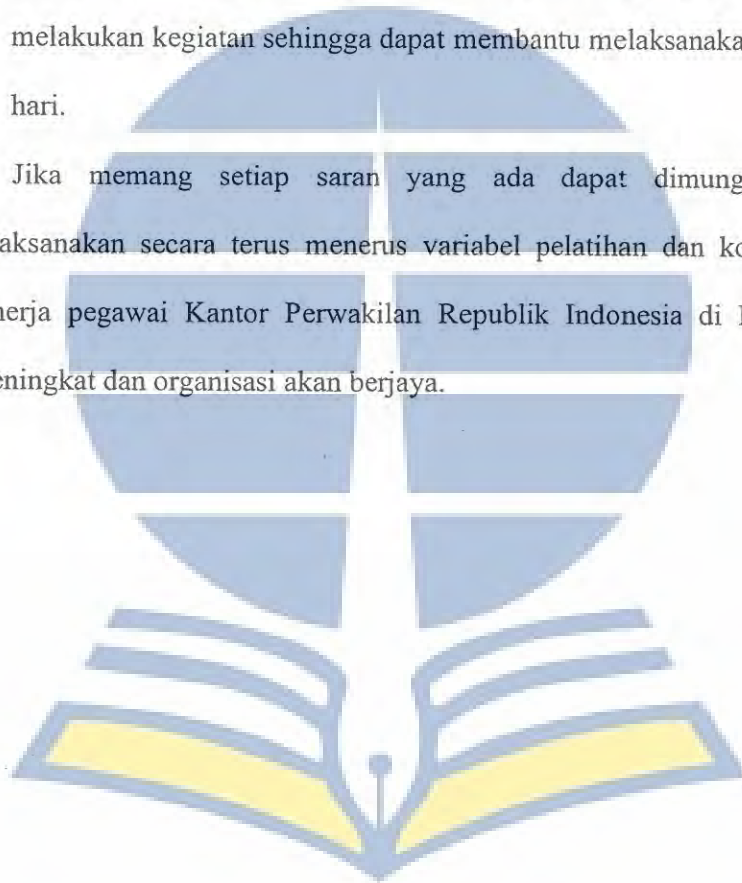 melakukan kegiatan sehingga dapat membantu melaksanaka
hari.
Jika memang setiap saran yang ada dapat dimung
aksanakan secara terus menerus variabel pelatihan dan ko
nerja pegawai Kantor Perwakilan Republik Indonesia di
eningkat dan organisasi akan berjaya.